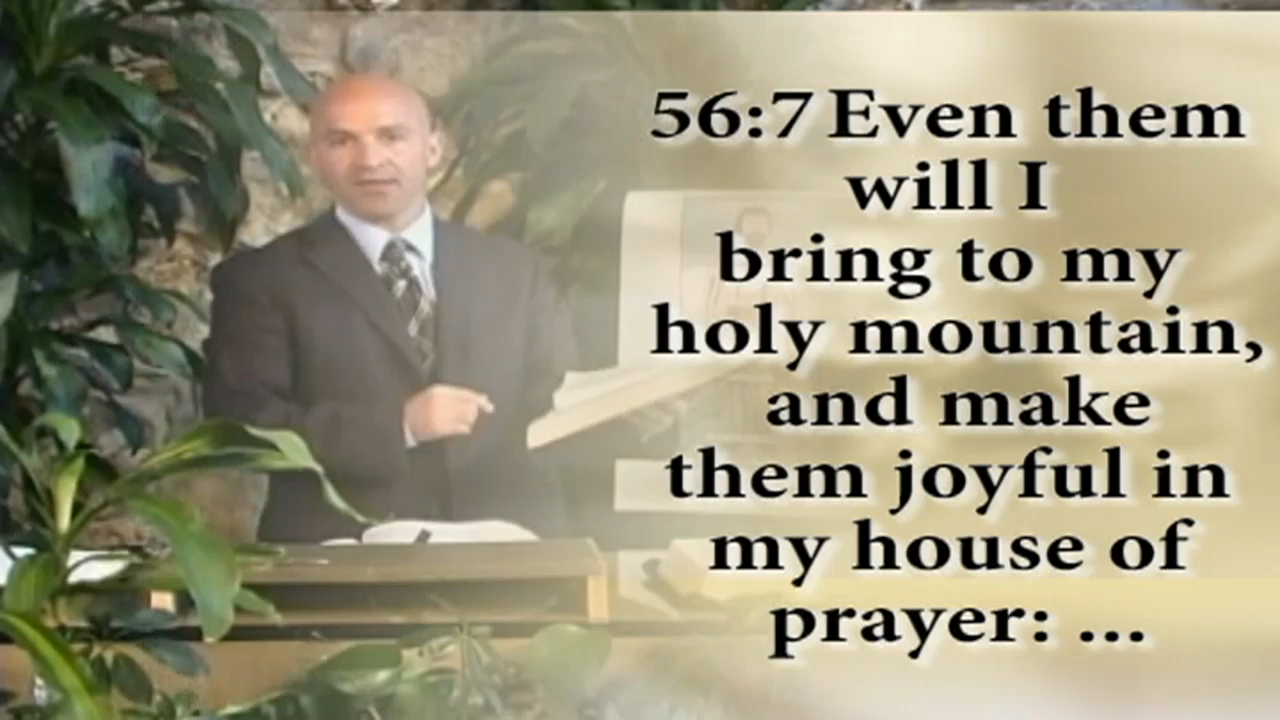 56:7 Even them
will I
bring to my
holy mountain,
and make
them joyful in
my house of
prayer: ...